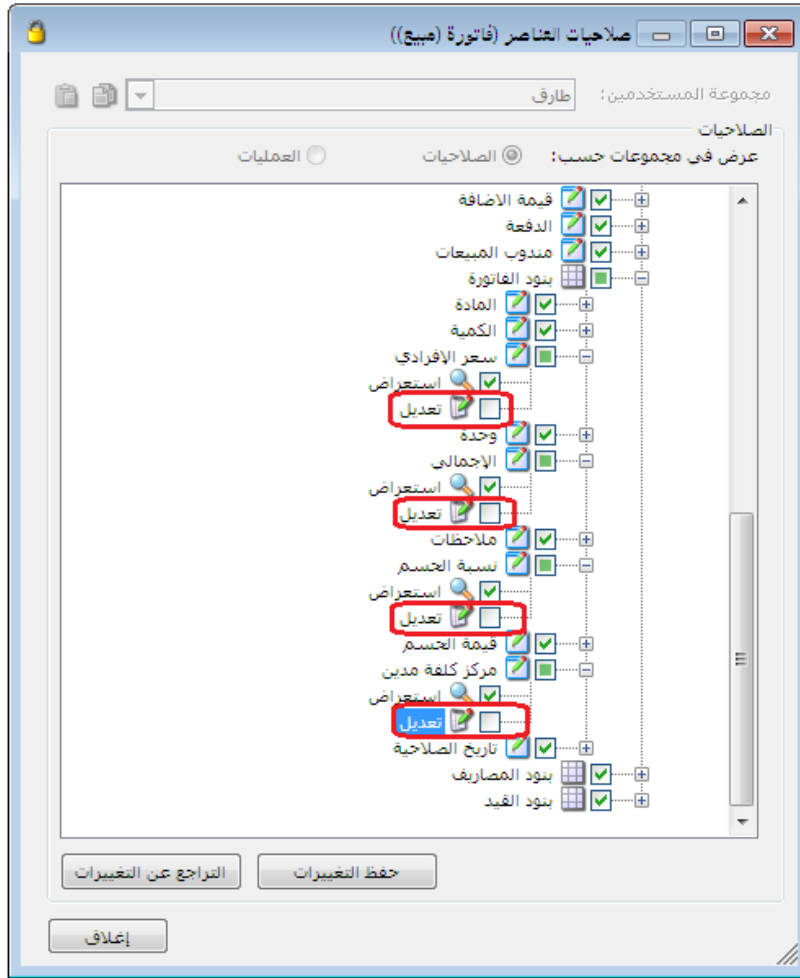 صلاحيات العناصر (فاتورة (مبيع))
مجموعة المستخدمين: طارق
الصلاحيات
عرض في مجموعات حسب: الصلاحيات العمليات
قيمة الاضافة
الدفعة
مندوب المبيعات
بنود الفاتورة
المادة
الكمية
سعر الإفرادي
استعراض
تعديل
وحدة
الإجمالي
استعراض
تعديل
ملاحظات
نسبة الحسم
استعراض
تعديل
قيمة الحسم
مركز كلفة مدين
استعراض
تعديل
تاريخ الصلاحية
بنود المصاريف
بنود القيد
حفظ التغييرات التراجع عن التغييرات
إغلاق